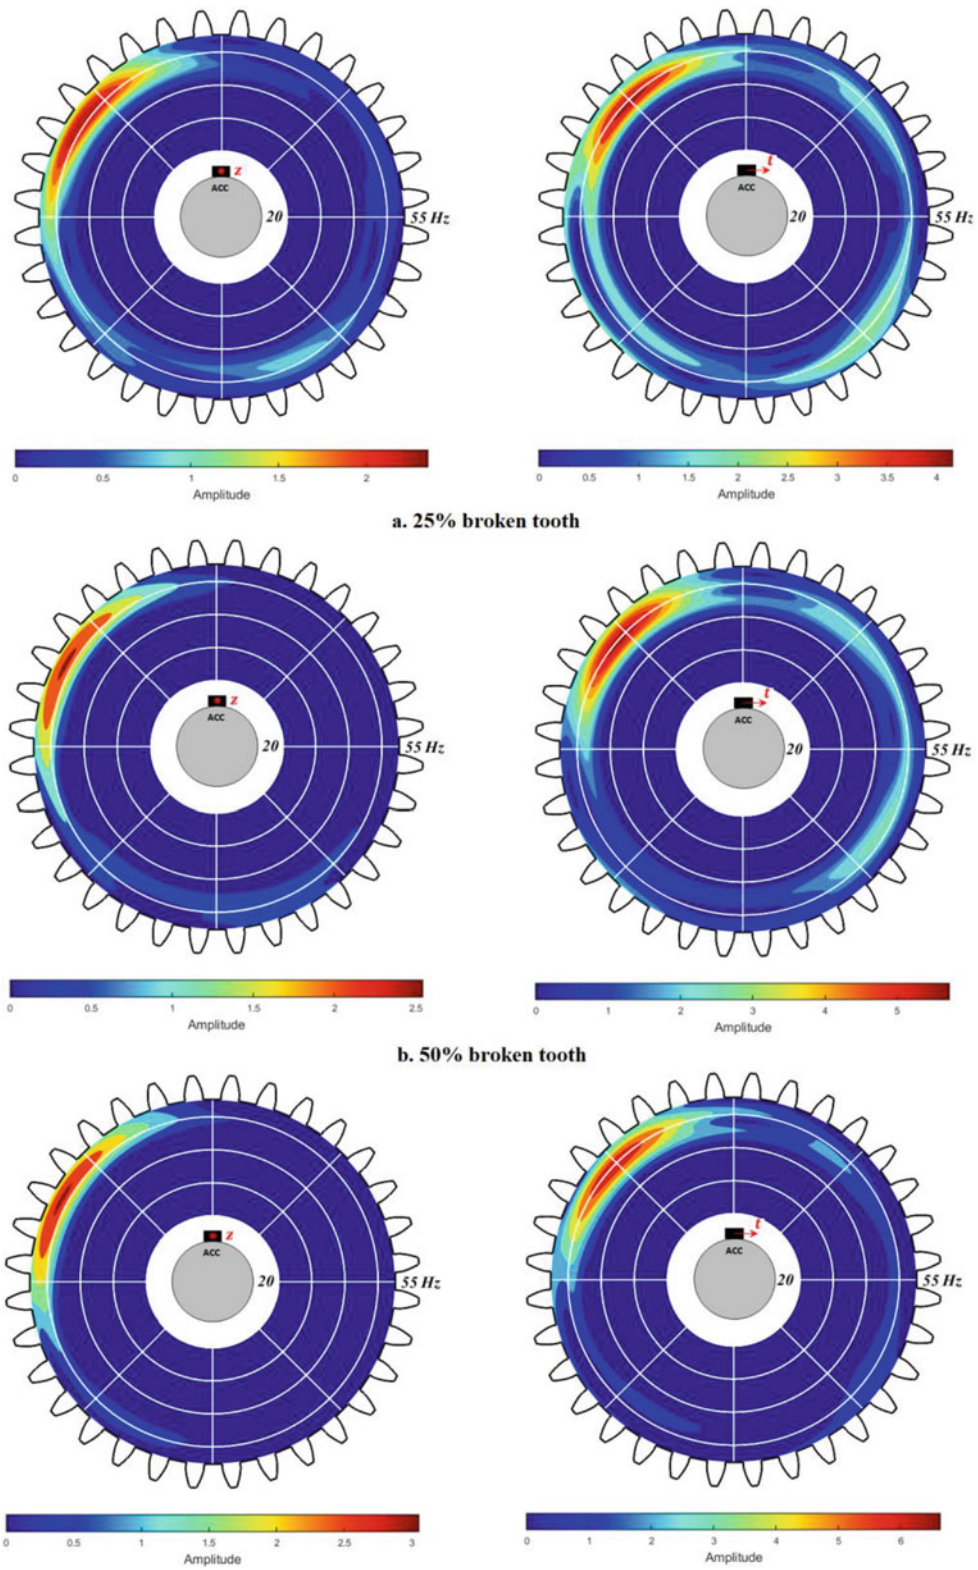 z
ACC
20
55 Hz
t
ACC
20
55 Hz
0 0.5 1 1.5 2
Amplitude
0 0.5 1 1.5 2 2.5 3 3.5 4
Amplitude
a. 25% broken tooth
z
ACC
20
55 Hz
t
ACC
20
55 Hz
0 0.5 1 1.5 2 2.5
Amplitude
0 1 2 3 4 5
Amplitude
b. 50% broken tooth
z
ACC
20
55 Hz
t
ACC
20
55 Hz
0 0.5 1 1.5 2 2.5 3
Amplitude
0 1 2 3 4 5 6
Amplitude